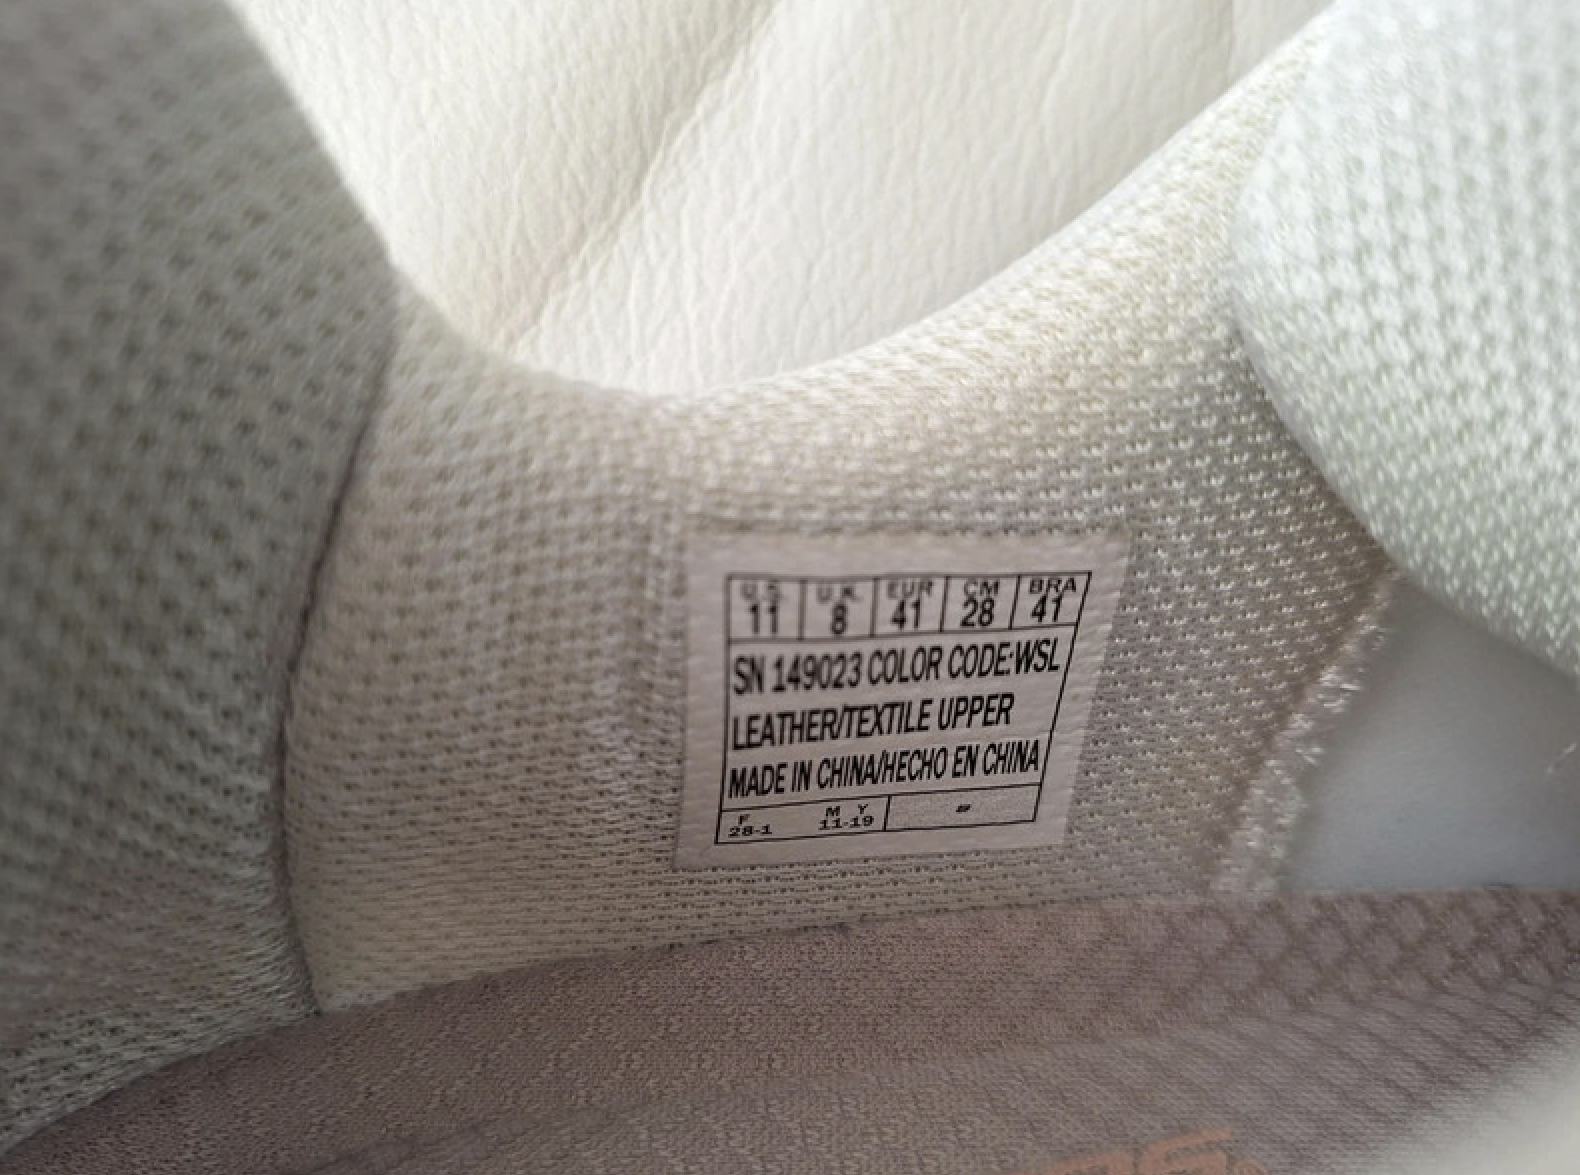 U.S. U.K. EUR CM BRA
11 8 41 28 41
SN 149023 COLOR CODE:WSL
LEATHER/TEXTILE UPPER
MADE IN CHINA/HECHO EN CHINA
F M Y
28-1 11-19